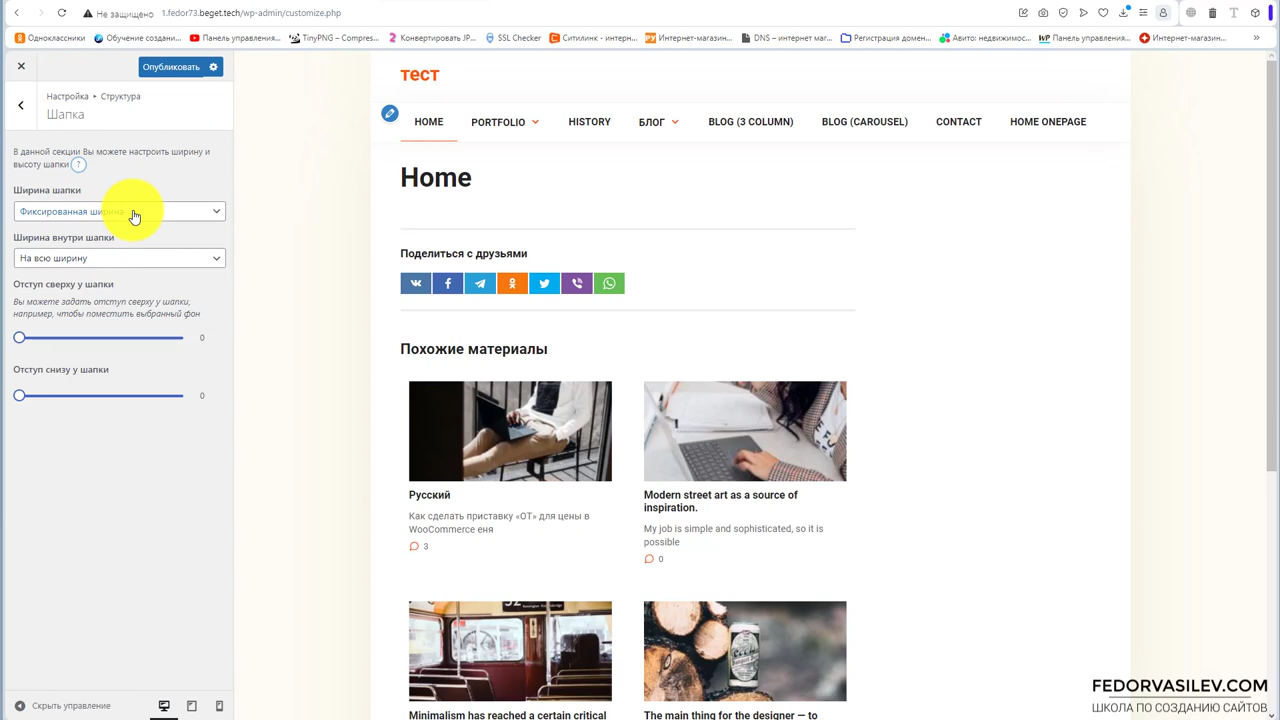 Не защищено
1.fedor73.beget.tech/wp-admin/customize.php
Одноклассники
Обучение создани...
Панель управления...
TinyPNG – Compres...
Конвертировать JP...
SSL Checker
Ситилинк - интерн...
Интернет-магазин...
DNS – интернет маг...
Регистрация домен...
Авито: недвижимос...
Панель управления...
Интернет-магазин...
Опубликовать
Настройка ▸ Структура
Шапка
В данной секции Вы можете настроить ширину и
высоту шапки ?
Ширина шапки
Фиксированная ширина
Ширина внутри шапки
На всю ширину
Отступ сверху у шапки
Вы можете задать отступ сверху у шапки,
например, чтобы поместить выбранный фон
0
Отступ снизу у шапки
0
Скрыть управление
тест
HOME
PORTFOLIO
HISTORY
БЛОГ
BLOG (3 COLUMN)
BLOG (CAROUSEL)
CONTACT
HOME ONEPAGE
Home
Поделиться с друзьями
Похожие материалы
Русский
Как сделать приставку «ОТ» для цены в
WooCommerce еня
3
Modern street art as a source of
inspiration.
My job is simple and sophisticated, so it is
possible
0
Minimalism has reached a certain critical
The main thing for the designer — to
FEDORVASILEV.COM
ШКОЛА ПО СОЗДАНИЮ САЙТОВ